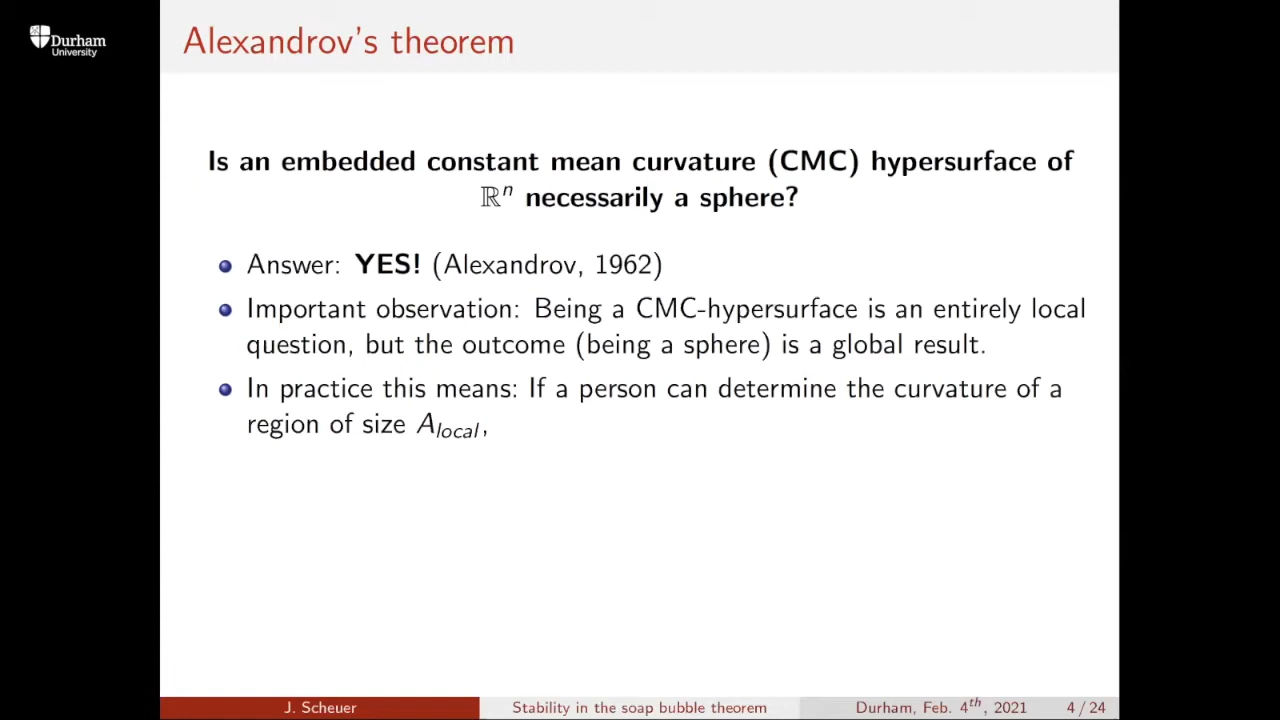 Durham
University
Alexandrov's theorem
Is an embedded constant mean curvature (CMC) hypersurface of
ℝⁿ necessarily a sphere?
Answer: YES! (Alexandrov, 1962)
Important observation: Being a CMC-hypersurface is an entirely local
question, but the outcome (being a sphere) is a global result.
In practice this means: If a person can determine the curvature of a
region of size A_local,
J. Scheuer
Stability in the soap bubble theorem
Durham, Feb. 4th, 2021
4 / 24